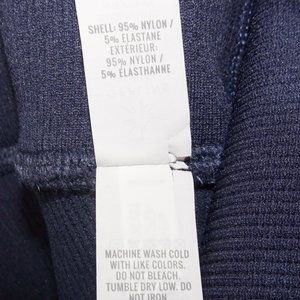 SHELL: 95% NYLON /
5% ELASTANE
EXTÉRIEUR:
95% NYLON /
5% ÉLASTHANNE
MACHINE WASH COLD
WITH LIKE COLORS.
DO NOT BLEACH.
TUMBLE DRY LOW. DO
NOT IRON.